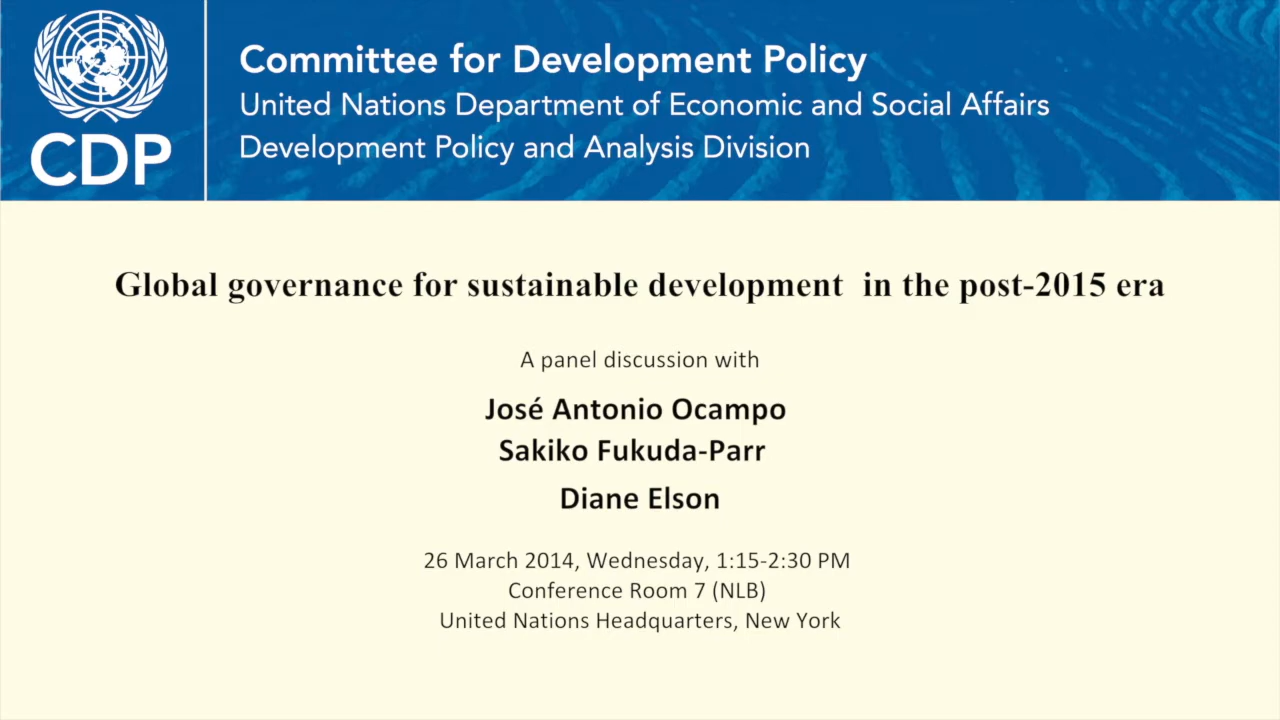 CDP
Committee for Development Policy
United Nations Department of Economic and Social Affairs
Development Policy and Analysis Division
Global governance for sustainable development in the post-2015 era
A panel discussion with
José Antonio Ocampo
Sakiko Fukuda-Parr
Diane Elson
26 March 2014, Wednesday, 1:15-2:30 PM
Conference Room 7 (NLB)
United Nations Headquarters, New York